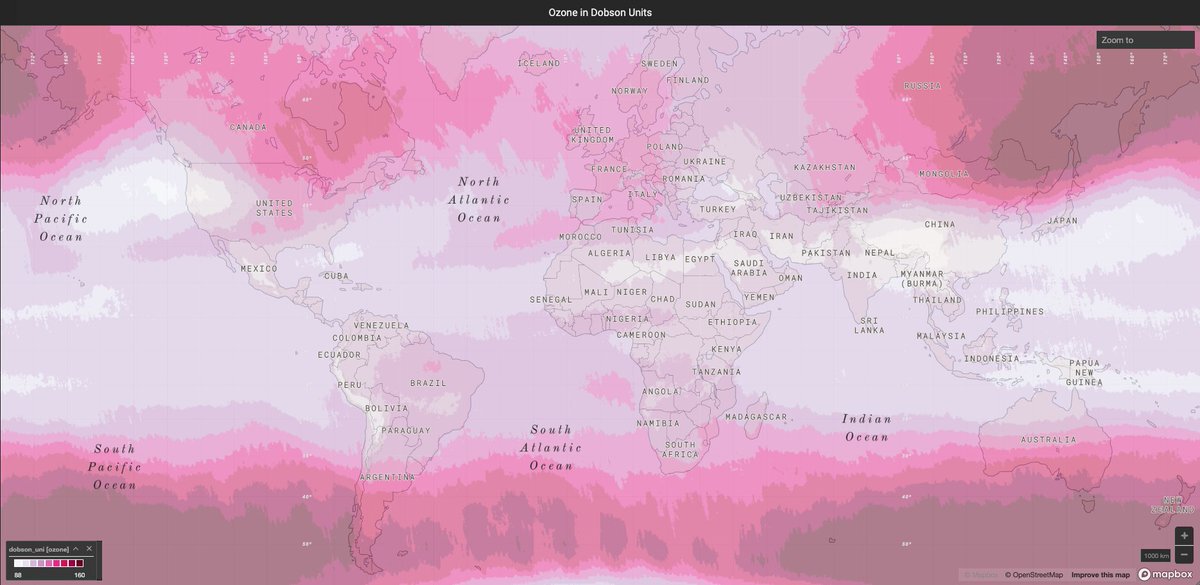 Ozone in Dobson Units
Zoom to
ICELAND
SWEDEN
FINLAND
NORWAY
RUSSIA
CANADA
UNITED
KINGDOM
POLAND
UKRAINE
FRANCE
KAZAKHSTAN
MONGOLIA
ROMANIA
North
Pacific
Ocean
North
Atlantic
Ocean
UNITED
STATES
SPAIN
ITALY
TURKEY
UZBEKISTAN
TAJIKISTAN
CHINA
JAPAN
MOROCCO
TUNISIA
IRAQ
IRAN
ALGERIA
LIBYA
EGYPT
SAUDI
ARABIA
PAKISTAN
NEPAL
MEXICO
CUBA
OMAN
INDIA
MYANMAR
(BURMA)
SENEGAL
MALI
NIGER
CHAD
SUDAN
YEMEN
THAILAND
PHILIPPINES
VENEZUELA
COLOMBIA
NIGERIA
CAMEROON
ETHIOPIA
SRI
LANKA
MALAYSIA
ECUADOR
KENYA
INDONESIA
PAPUA
NEW
GUINEA
PERU
BRAZIL
TANZANIA
ANGOLA
BOLIVIA
PARAGUAY
NAMIBIA
MADAGASCAR
Indian
Ocean
South
Pacific
Ocean
South
Atlantic
Ocean
SOUTH
AFRICA
AUSTRALIA
ARGENTINA
NEW
ZEALAND
dobson_uni [ozone]
88
160
1000 km
© Mapbox © OpenStreetMap Improve this map
mapbox